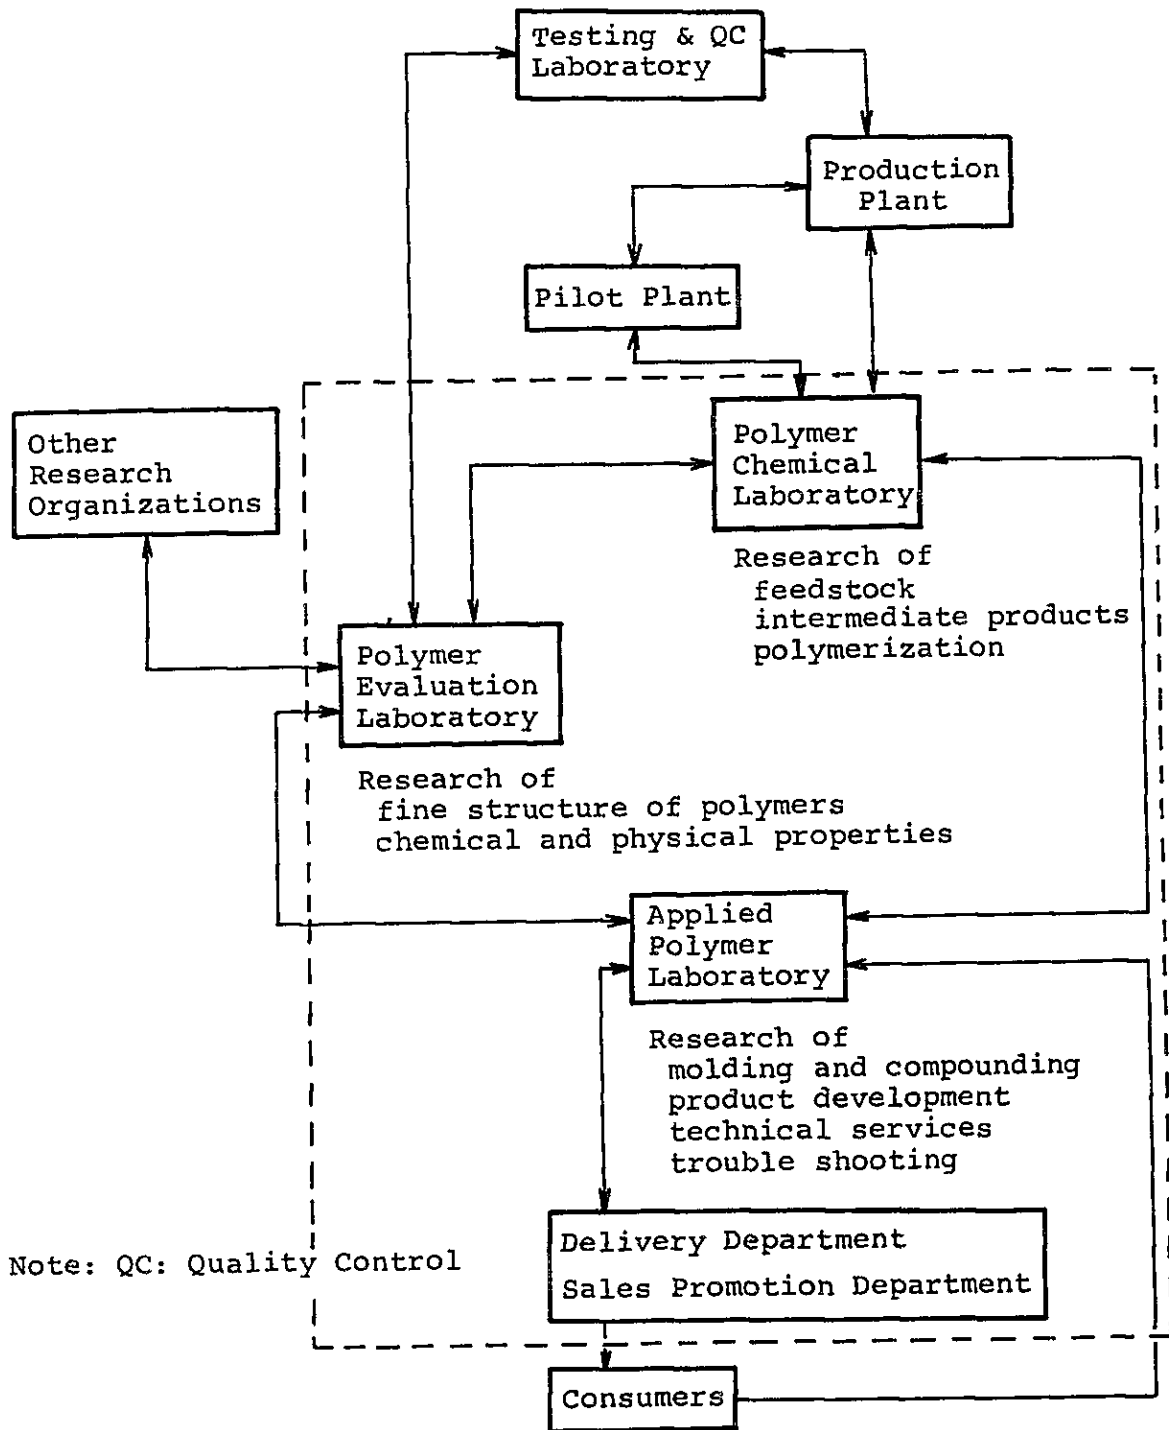 Testing & QC
Laboratory
Production
Plant
Pilot Plant
Other
Research
Organizations
Polymer
Chemical
Laboratory
Research of
feedstock
intermediate products
polymerization
Polymer
Evaluation
Laboratory
Research of
fine structure of polymers
chemical and physical properties
Applied
Polymer
Laboratory
Research of
molding and compounding
product development
technical services
trouble shooting
Delivery Department
Sales Promotion Department
Note: QC: Quality Control
Consumers